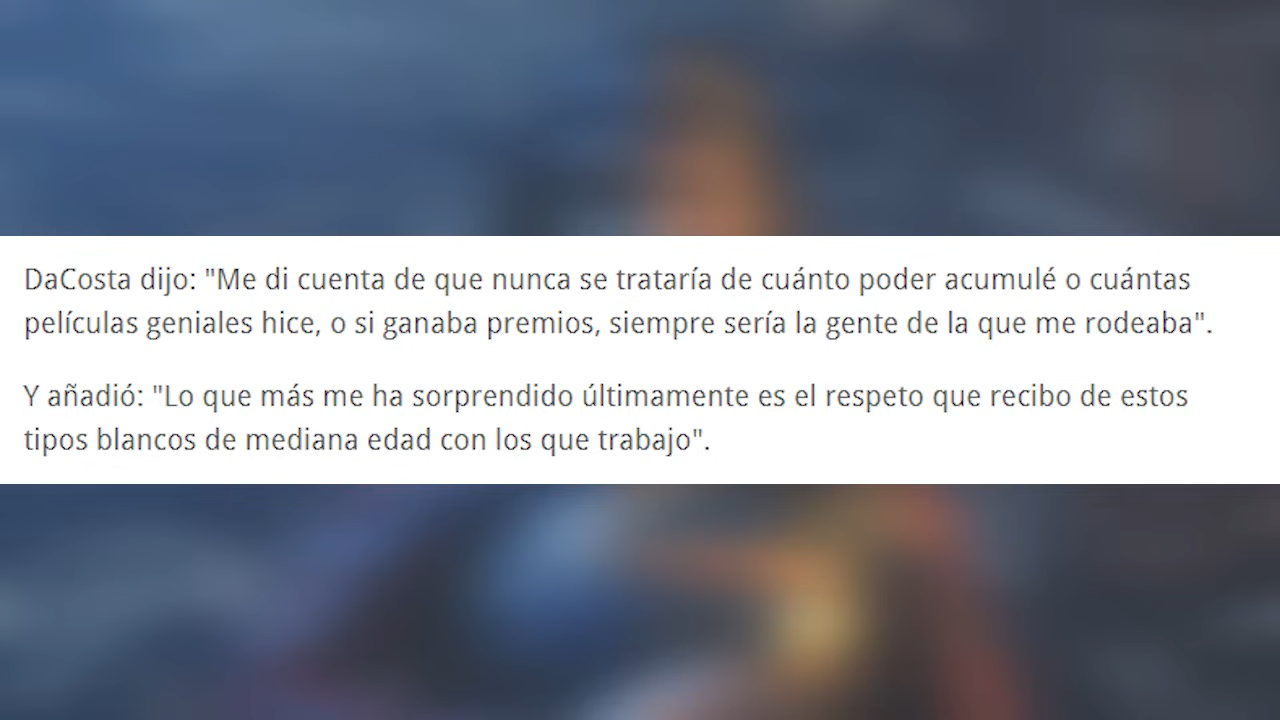 DaCosta dijo: "Me di cuenta de que nunca se trataría de cuánto poder acumulé o cuántas
películas geniales hice, o si ganaba premios, siempre sería la gente de la que me rodeaba".
Y añadió: "Lo que más me ha sorprendido últimamente es el respeto que recibo de estos
tipos blancos de mediana edad con los que trabajo".